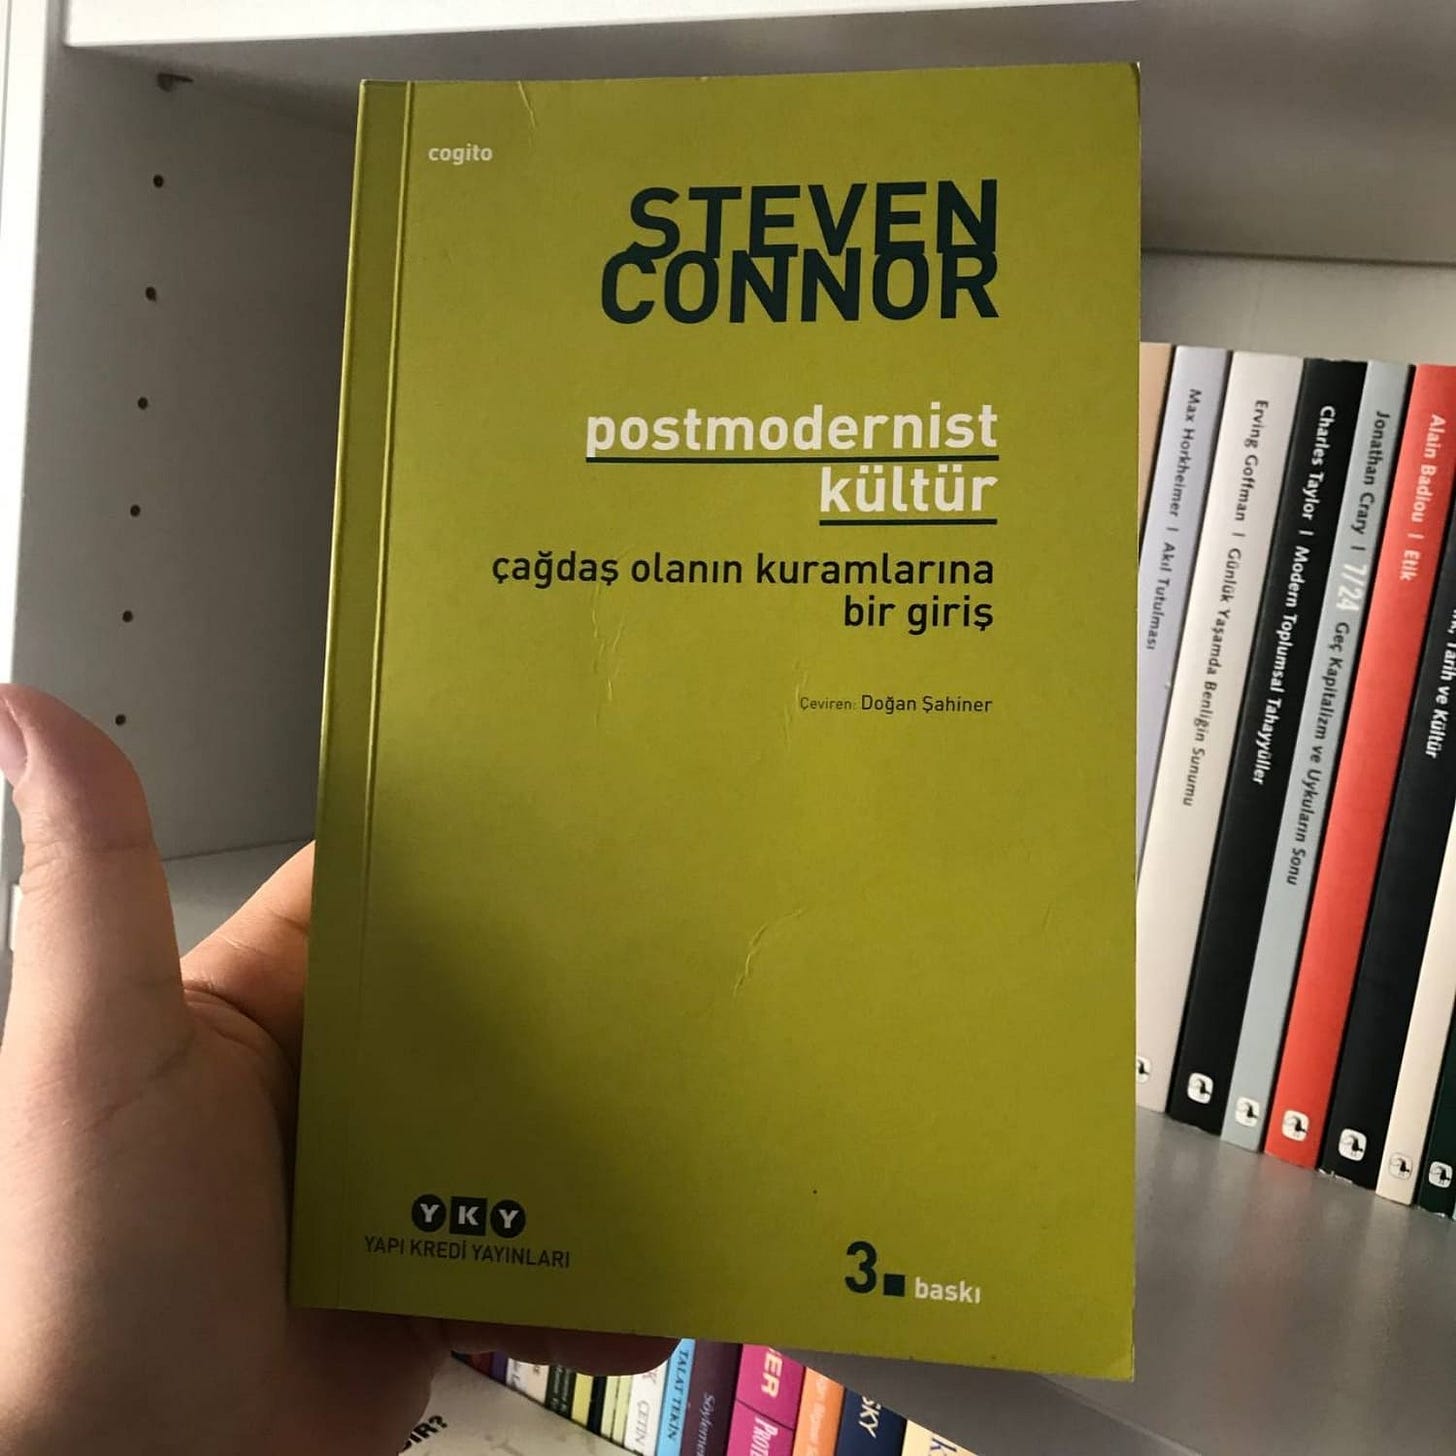 cogito
STEVEN
CONNOR
postmodernist
kültür
çağdaş olanın kuramlarına
bir giriş
Çeviren: Doğan Şahiner
Y K Y
YAPI KREDİ YAYINLARI
3. baskı
Max Horkheimer | Akıl Tutulması
Erving Goffman | Günlük Yaşamda Benliğin Sunumu
Charles Taylor | Modern Toplumsal Tahayyüller
Jonathan Crary | 7/24 Geç Kapitalizm ve Uykuların Sonu
Alain Badiou | Etik
Tarih ve Kültür
ÇETİN
TALAT TEKİN